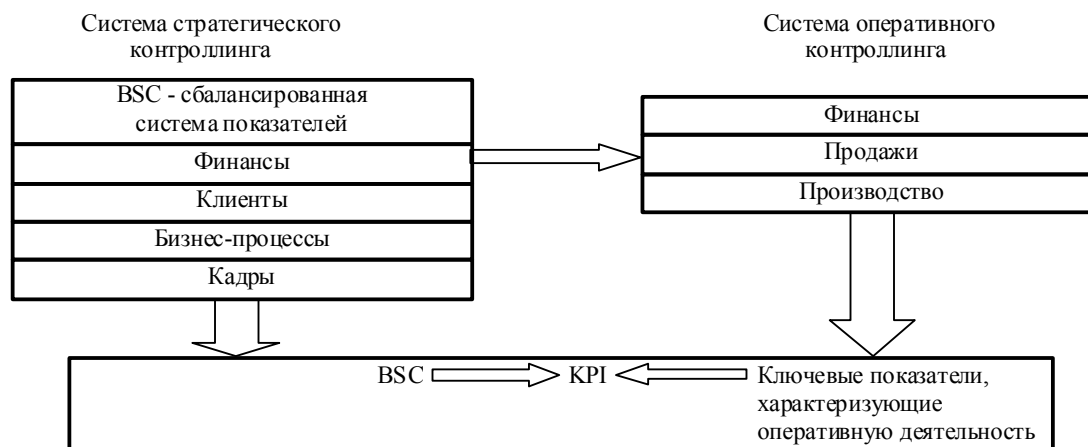 Система стратегического
контроллинга
BSC - сбалансированная
система показателей
Финансы
Клиенты
Бизнес-процессы
Кадры
Система оперативного
контроллинга
Финансы
Продажи
Производство
BSC KPI Ключевые показатели,
характеризующие
оперативную деятельность